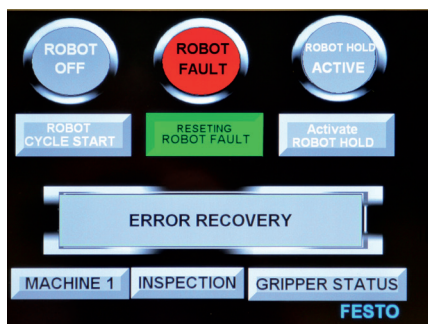 ROBOT
OFF
ROBOT
FAULT
ROBOT HOLD
ACTIVE
ROBOT
CYCLE START
RESETING
ROBOT FAULT
Activate
ROBOT HOLD
ERROR RECOVERY
MACHINE 1
INSPECTION
GRIPPER STATUS
FESTO